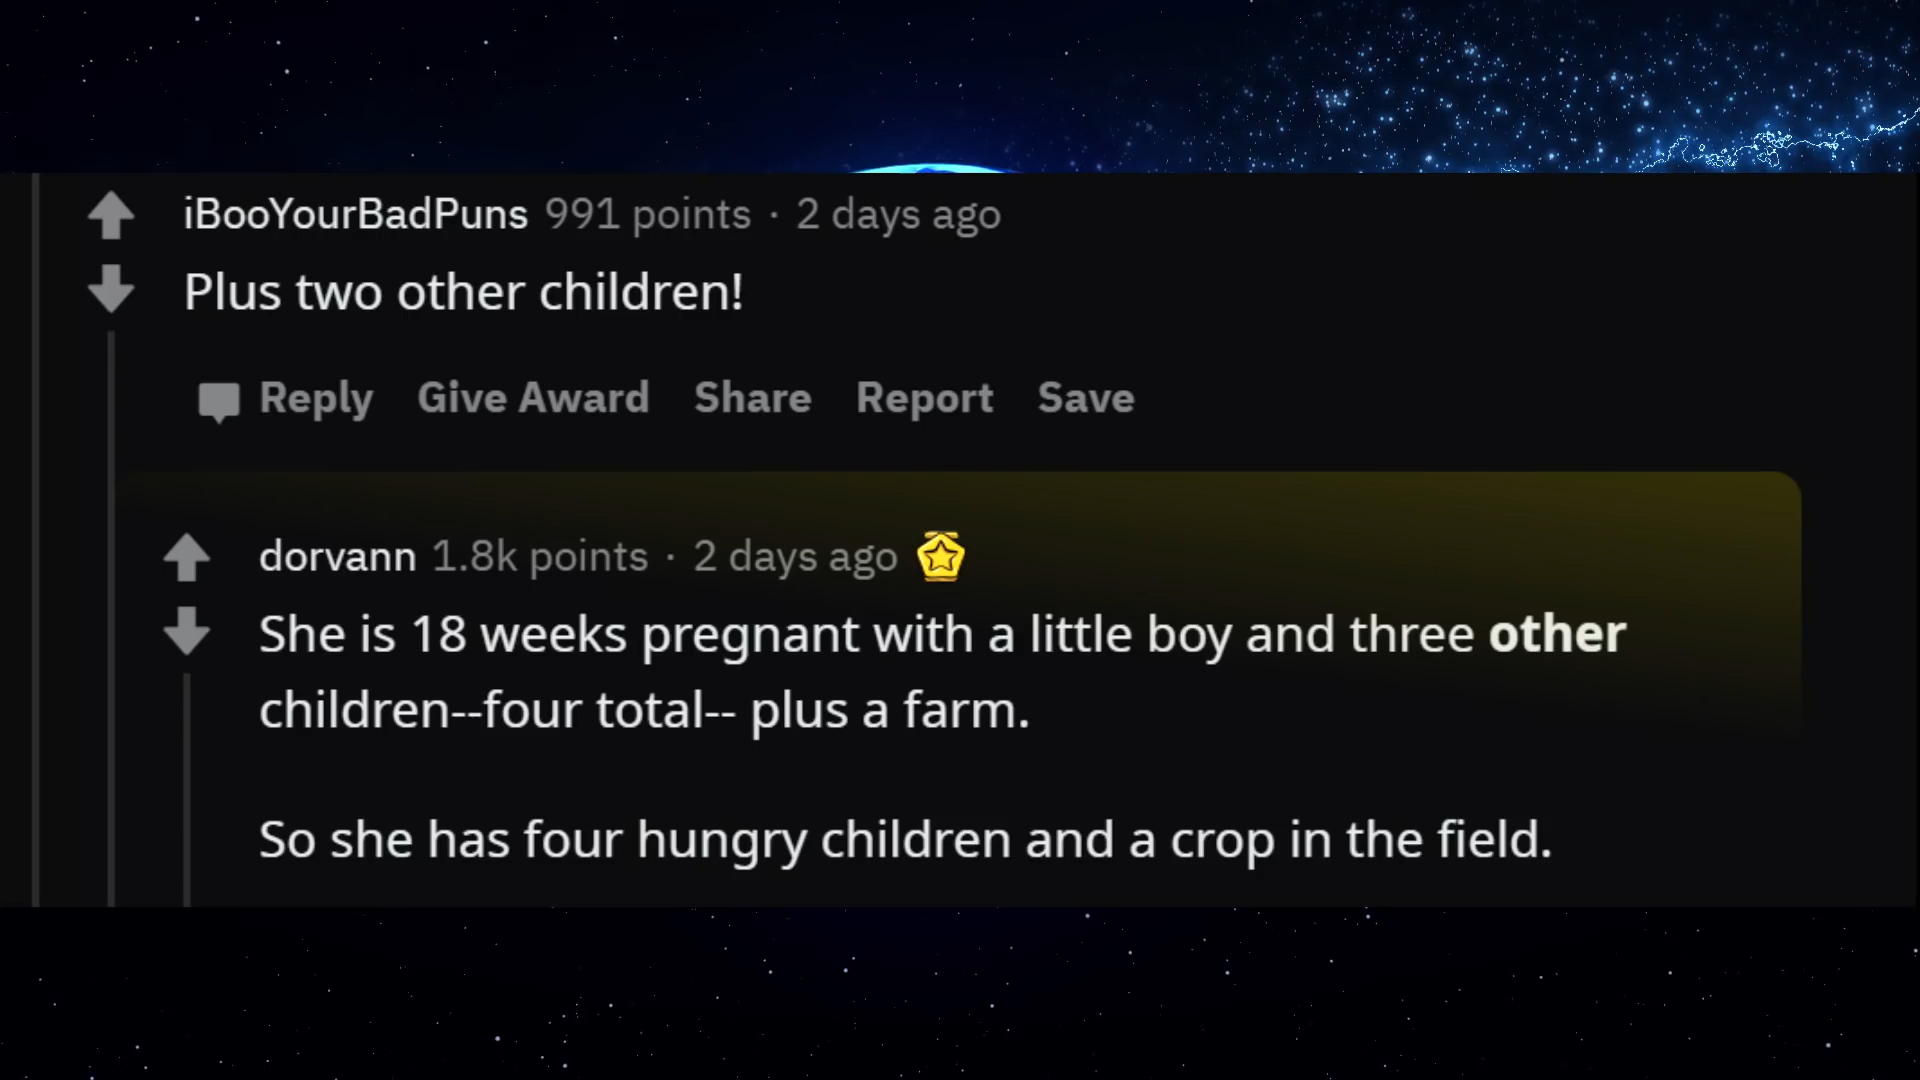 iBooYourBadPuns 991 points · 2 days ago
Plus two other children!
Reply Give Award Share Report Save
dorvann 1.8k points · 2 days ago
She is 18 weeks pregnant with a little boy and three other
children--four total-- plus a farm.
So she has four hungry children and a crop in the field.